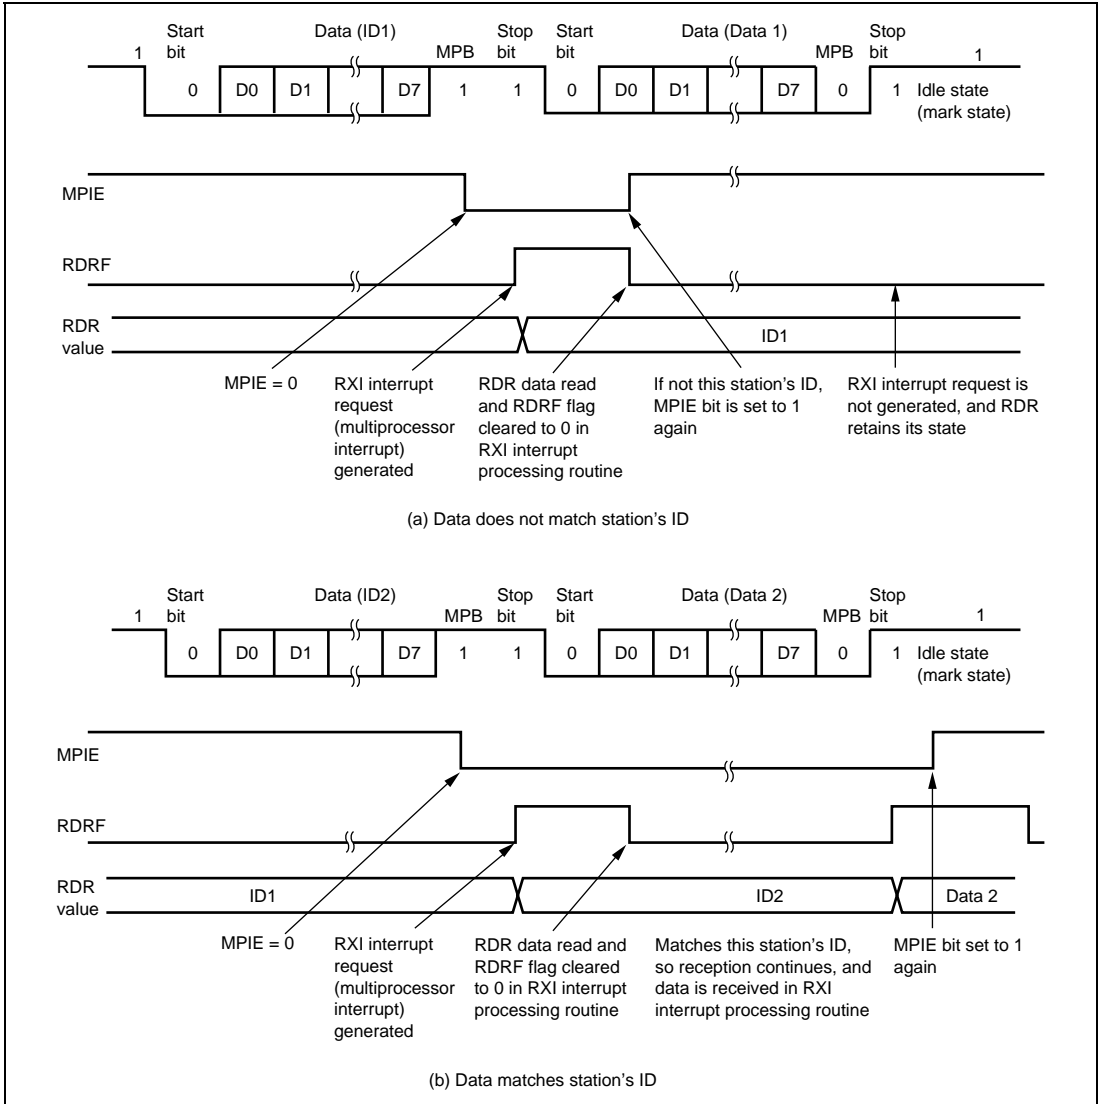 Start bit Data (ID1) MPB Stop bit Start bit Data (Data 1) MPB Stop bit
1 1
0 D0 D1 D7 1 1 0 D0 D1 D7 0 1 Idle state (mark state)
MPIE
RDRF
RDR value
ID1
MPIE = 0
RXI interrupt
request
(multiprocessor
interrupt)
generated
RDR data read
and RDRF flag
cleared to 0 in
RXI interrupt
processing routine
If not this station's ID,
MPIE bit is set to 1
again
RXI interrupt request is
not generated, and RDR
retains its state
(a) Data does not match station's ID
Start bit Data (ID2) MPB Stop bit Start bit Data (Data 2) MPB Stop bit
1 1
0 D0 D1 D7 1 1 0 D0 D1 D7 0 1 Idle state (mark state)
MPIE
RDRF
RDR value
ID1 ID2 Data 2
MPIE = 0
RXI interrupt
request
(multiprocessor
interrupt)
generated
RDR data read and
RDRF flag cleared
to 0 in RXI interrupt
processing routine
Matches this station's ID,
so reception continues, and
data is received in RXI
interrupt processing routine
MPIE bit set to 1
again
(b) Data matches station's ID